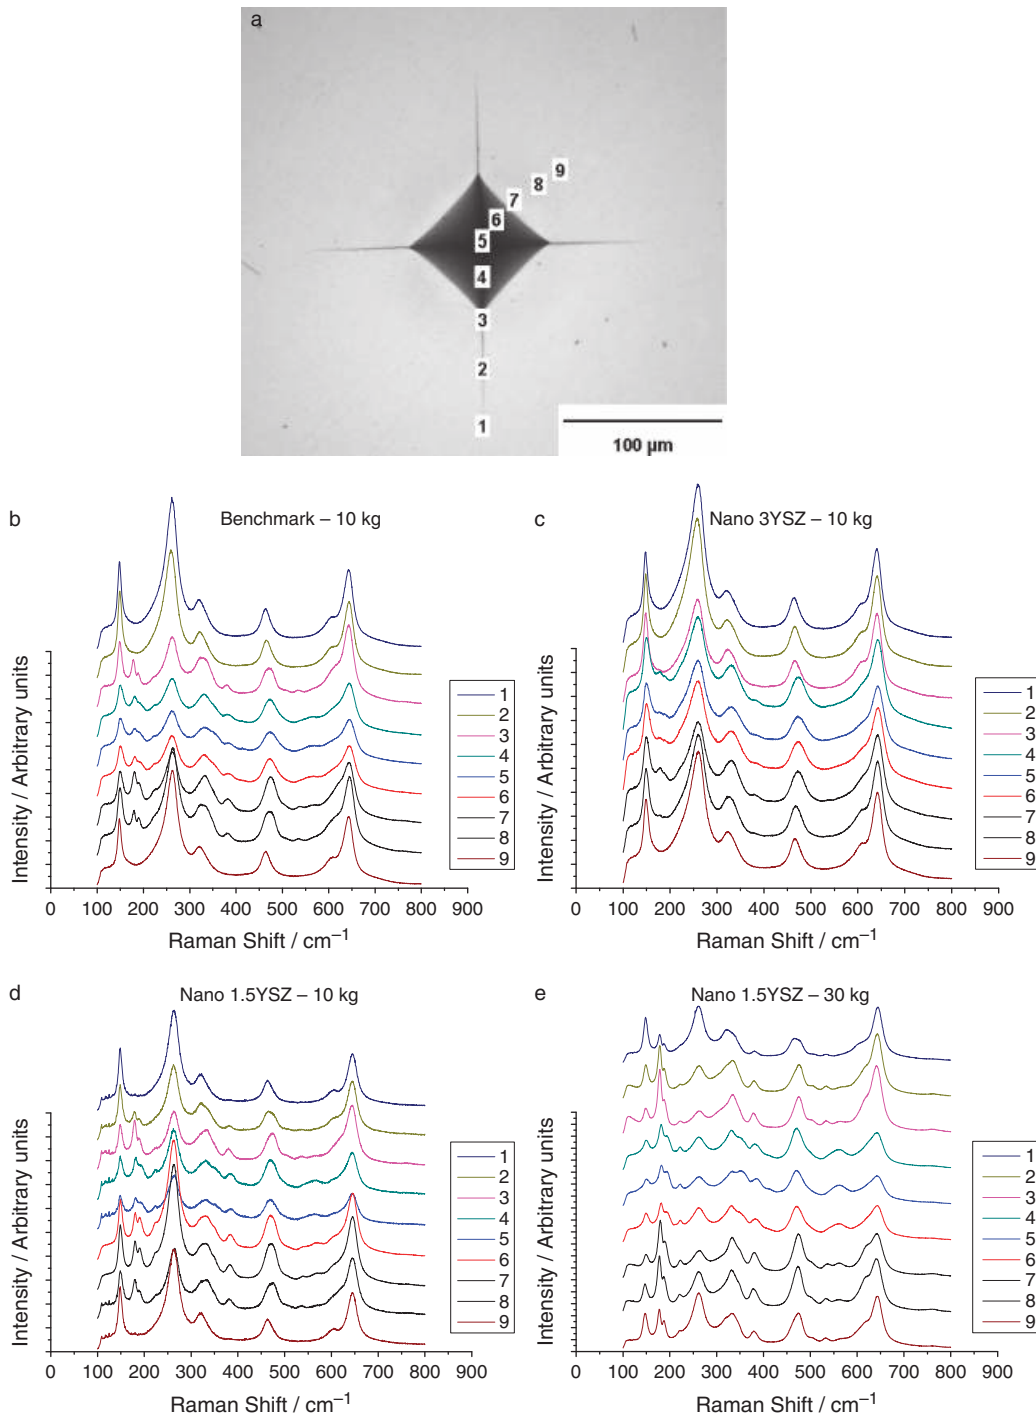 a
9
8
7
6
5
4
3
2
1
100 µm
b
Benchmark – 10 kg
Intensity / Arbitrary units
1
2
3
4
5
6
7
8
9
0 100 200 300 400 500 600 700 800 900
Raman Shift / cm⁻¹
c
Nano 3YSZ – 10 kg
Intensity / Arbitrary units
1
2
3
4
5
6
7
8
9
0 100 200 300 400 500 600 700 800 900
Raman Shift / cm⁻¹
d
Nano 1.5YSZ – 10 kg
Intensity / Arbitrary units
1
2
3
4
5
6
7
8
9
0 100 200 300 400 500 600 700 800 900
Raman Shift / cm⁻¹
e
Nano 1.5YSZ – 30 kg
Intensity / Arbitrary units
1
2
3
4
5
6
7
8
9
0 100 200 300 400 500 600 700 800 900
Raman Shift / cm⁻¹